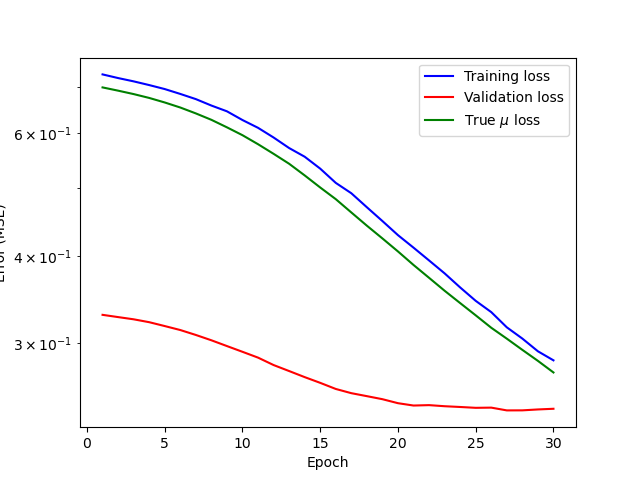 Training loss
Validation loss
True μ loss
6 × 10⁻¹
4 × 10⁻¹
3 × 10⁻¹
(MSE)
0 5 10 15 20 25 30
Epoch